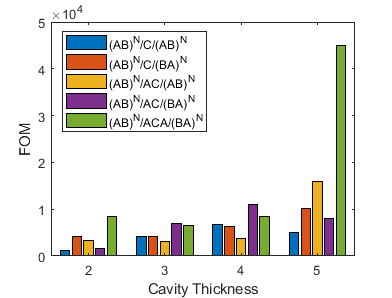 ×10⁴
5
4
3
2
1
0
FOM
(AB)ᴺ/C/(AB)ᴺ
(AB)ᴺ/C/(BA)ᴺ
(AB)ᴺ/AC/(AB)ᴺ
(AB)ᴺ/AC/(BA)ᴺ
(AB)ᴺ/ACA/(BA)ᴺ
2 3 4 5
Cavity Thickness